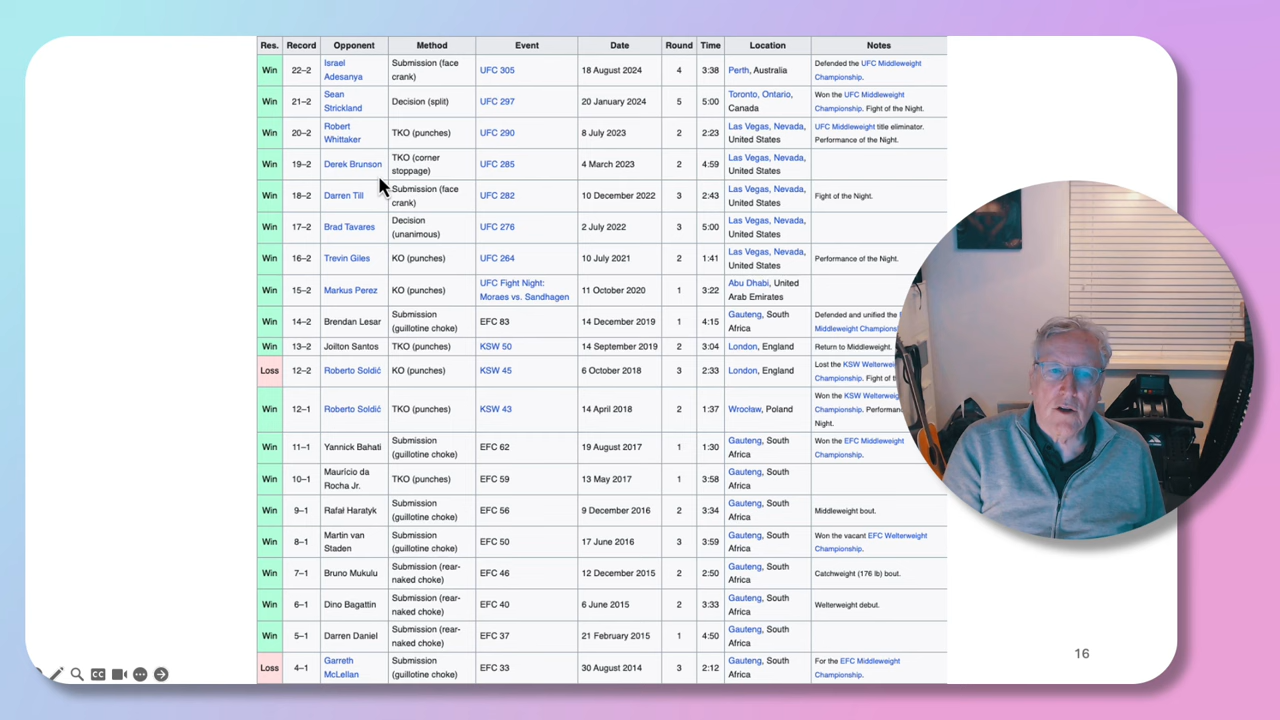 Res. Record Opponent Method Event Date Round Time Location Notes
Win 22–2 Israel Adesanya Submission (face crank) UFC 305 18 August 2024 4 3:38 Perth, Australia Defended the UFC Middleweight Championship.
Win 21–2 Sean Strickland Decision (split) UFC 297 20 January 2024 5 5:00 Toronto, Ontario, Canada Won the UFC Middleweight Championship. Fight of the Night.
Win 20–2 Robert Whittaker TKO (punches) UFC 290 8 July 2023 2 2:23 Las Vegas, Nevada, United States UFC Middleweight title eliminator. Performance of the Night.
Win 19–2 Derek Brunson TKO (corner stoppage) UFC 285 4 March 2023 2 4:59 Las Vegas, Nevada, United States
Win 18–2 Darren Till Submission (face crank) UFC 282 10 December 2022 3 2:43 Las Vegas, Nevada, United States Fight of the Night.
Win 17–2 Brad Tavares Decision (unanimous) UFC 276 2 July 2022 3 5:00 Las Vegas, Nevada, United States
Win 16–2 Trevin Giles KO (punches) UFC 264 10 July 2021 2 1:41 Las Vegas, Nevada, United States Performance of the Night.
Win 15–2 Markus Perez KO (punches) UFC Fight Night: Moraes vs. Sandhagen 11 October 2020 1 3:22 Abu Dhabi, United Arab Emirates
Win 14–2 Brendan Lesar Submission (guillotine choke) EFC 83 14 December 2019 1 4:15 Gauteng, South Africa Defended and unified the Middleweight
Win 13–2 Joilton Santos TKO (punches) KSW 50 14 September 2019 2 3:04 London, England Return to Middleweight.
Loss 12–2 Roberto Soldić KO (punches) KSW 45 6 October 2018 3 2:33 London, England Lost the KSW Championship. Fight of
Win 12–1 Roberto Soldić TKO (punches) KSW 43 14 April 2018 2 1:37 Wrocław, Poland Won the KSW Championship. Night.
Win 11–1 Yannick Bahati Submission (guillotine choke) EFC 62 19 August 2017 1 1:30 Gauteng, South Africa Won the EFC Middleweight Championship.
Win 10–1 Maurício da Rocha Jr. TKO (punches) EFC 59 13 May 2017 1 3:58 Gauteng, South Africa
Win 9–1 Rafał Haratyk Submission (guillotine choke) EFC 56 9 December 2016 2 3:34 Gauteng, South Africa Middleweight bout.
Win 8–1 Martin van Staden Submission (guillotine choke) EFC 50 17 June 2016 3 3:59 Gauteng, South Africa Won the vacant EFC Welterweight Championship.
Win 7–1 Bruno Mukulu Submission (rear-naked choke) EFC 46 12 December 2015 2 2:50 Gauteng, South Africa Catchweight (176 lb) bout.
Win 6–1 Dino Bagattin Submission (rear-naked choke) EFC 40 6 June 2015 2 3:33 Gauteng, South Africa Welterweight debut.
Win 5–1 Darren Daniel Submission (rear-naked choke) EFC 37 21 February 2015 1 4:50 Gauteng, South Africa
Loss 4–1 Garreth McLellan Submission (guillotine choke) EFC 33 30 August 2014 3 2:12 Gauteng, South Africa For the EFC Middleweight Championship.
16
CC